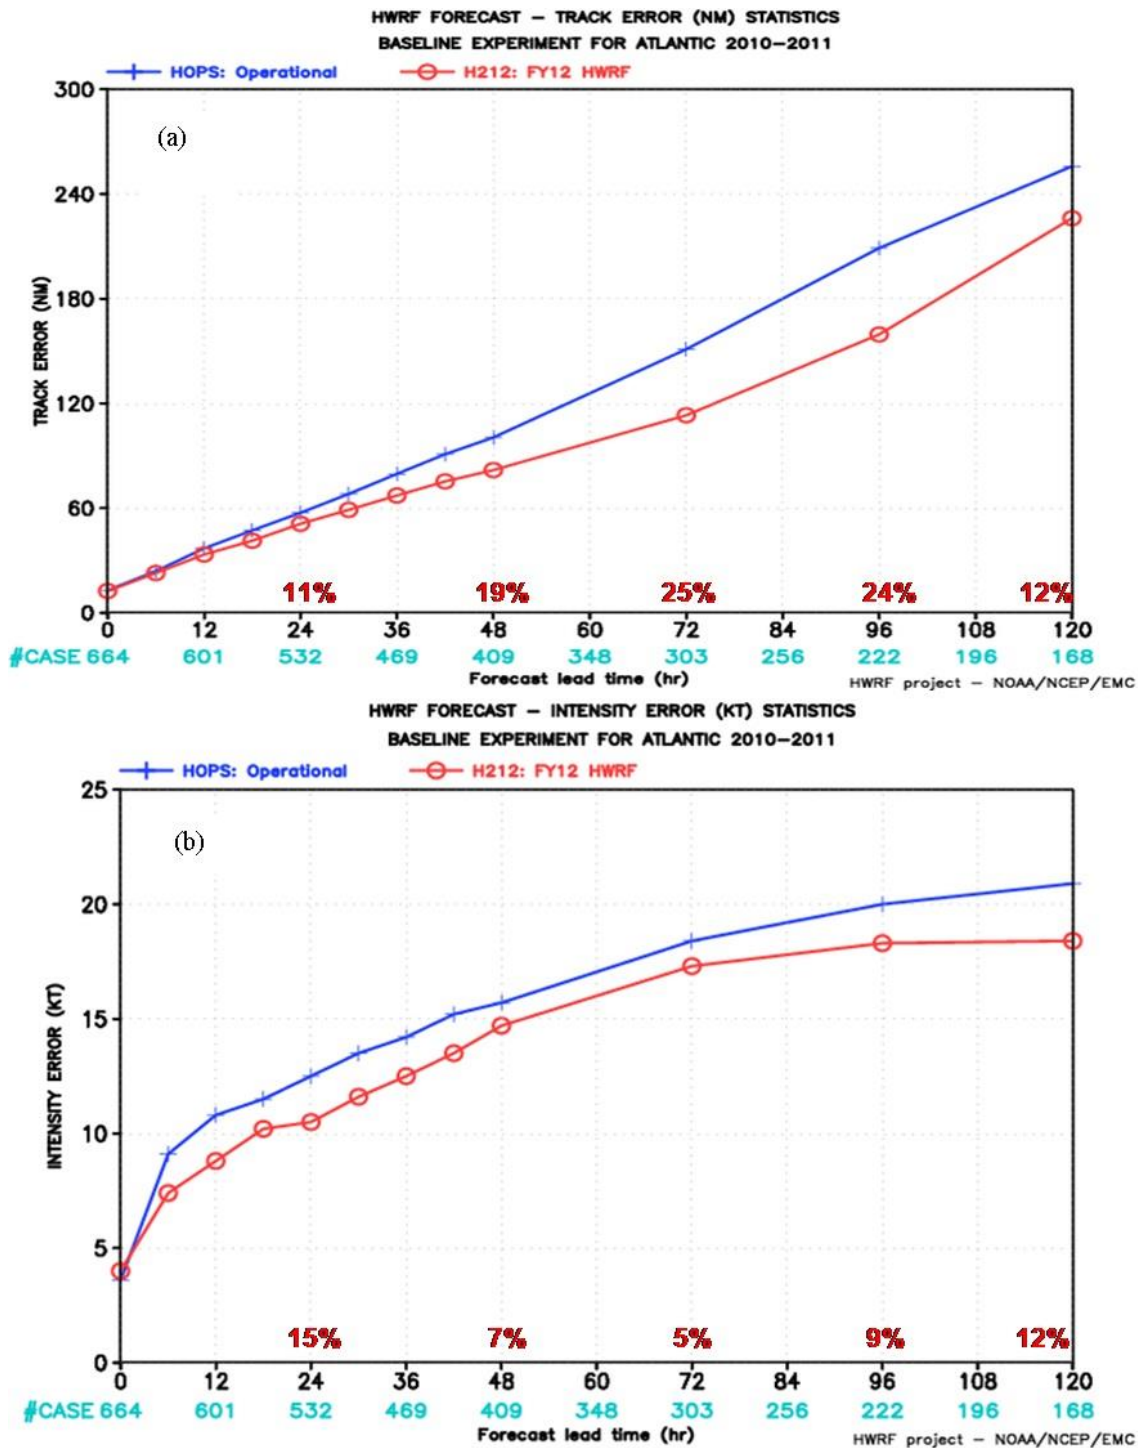 HWRF FORECAST – TRACK ERROR (NM) STATISTICS
BASELINE EXPERIMENT FOR ATLANTIC 2010–2011
HOPS: Operational H212: FY12 HWRF
300
(a)
240
180
120
60
0
TRACK ERROR (NM)
11% 19% 25% 24% 12%
0 12 24 36 48 60 72 84 96 108 120
#CASE 664 601 532 469 409 348 303 256 222 196 168
Forecast lead time (hr)
HWRF project – NOAA/NCEP/EMC
HWRF FORECAST – INTENSITY ERROR (KT) STATISTICS
BASELINE EXPERIMENT FOR ATLANTIC 2010–2011
HOPS: Operational H212: FY12 HWRF
25
(b)
20
15
10
5
0
INTENSITY ERROR (KT)
15% 7% 5% 9% 12%
0 12 24 36 48 60 72 84 96 108 120
#CASE 664 601 532 469 409 348 303 256 222 196 168
Forecast lead time (hr)
HWRF project – NOAA/NCEP/EMC